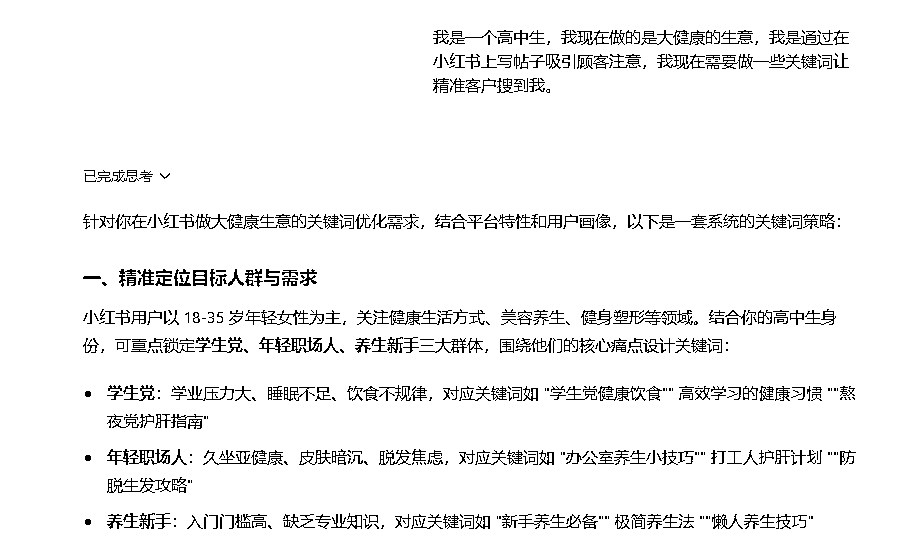 我是一个高中生，我现在做的是大健康的生意，我是通过在
小红书上写帖子吸引顾客注意，我现在需要做一些关键词让
精准客户搜到我。
已完成思考
针对你在小红书做大健康生意的关键词优化需求，结合平台特性和用户画像，以下是一套系统的关键词策略：
一、精准定位目标人群与需求
小红书用户以 18-35 岁年轻女性为主，关注健康生活方式、美容养生、健身塑形等领域。结合你的高中生身
份，可重点锁定学生党、年轻职场人、养生新手三大群体，围绕他们的核心痛点设计关键词：
学生党：学业压力大、睡眠不足、饮食不规律，对应关键词如 "学生党健康饮食"" 高效学习的健康习惯 ""熬
夜党护肝指南"
年轻职场人：久坐亚健康、皮肤暗沉、脱发焦虑，对应关键词如 "办公室养生小技巧"" 打工人护肝计划 ""防
脱生发攻略"
养生新手：入门门槛高、缺乏专业知识，对应关键词如 "新手养生必备"" 极简养生法 ""懒人养生技巧"